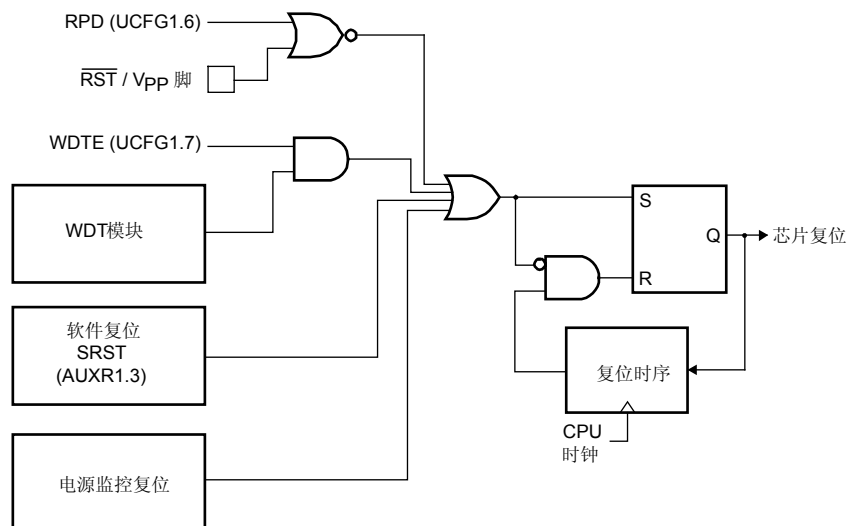 RPD (UCFG1.6)
RST / VPP 脚
WDTE (UCFG1.7)
WDT模块
软件复位
SRST
(AUXR1.3)
电源监控复位
S
Q
R
芯片复位
复位时序
CPU
时钟